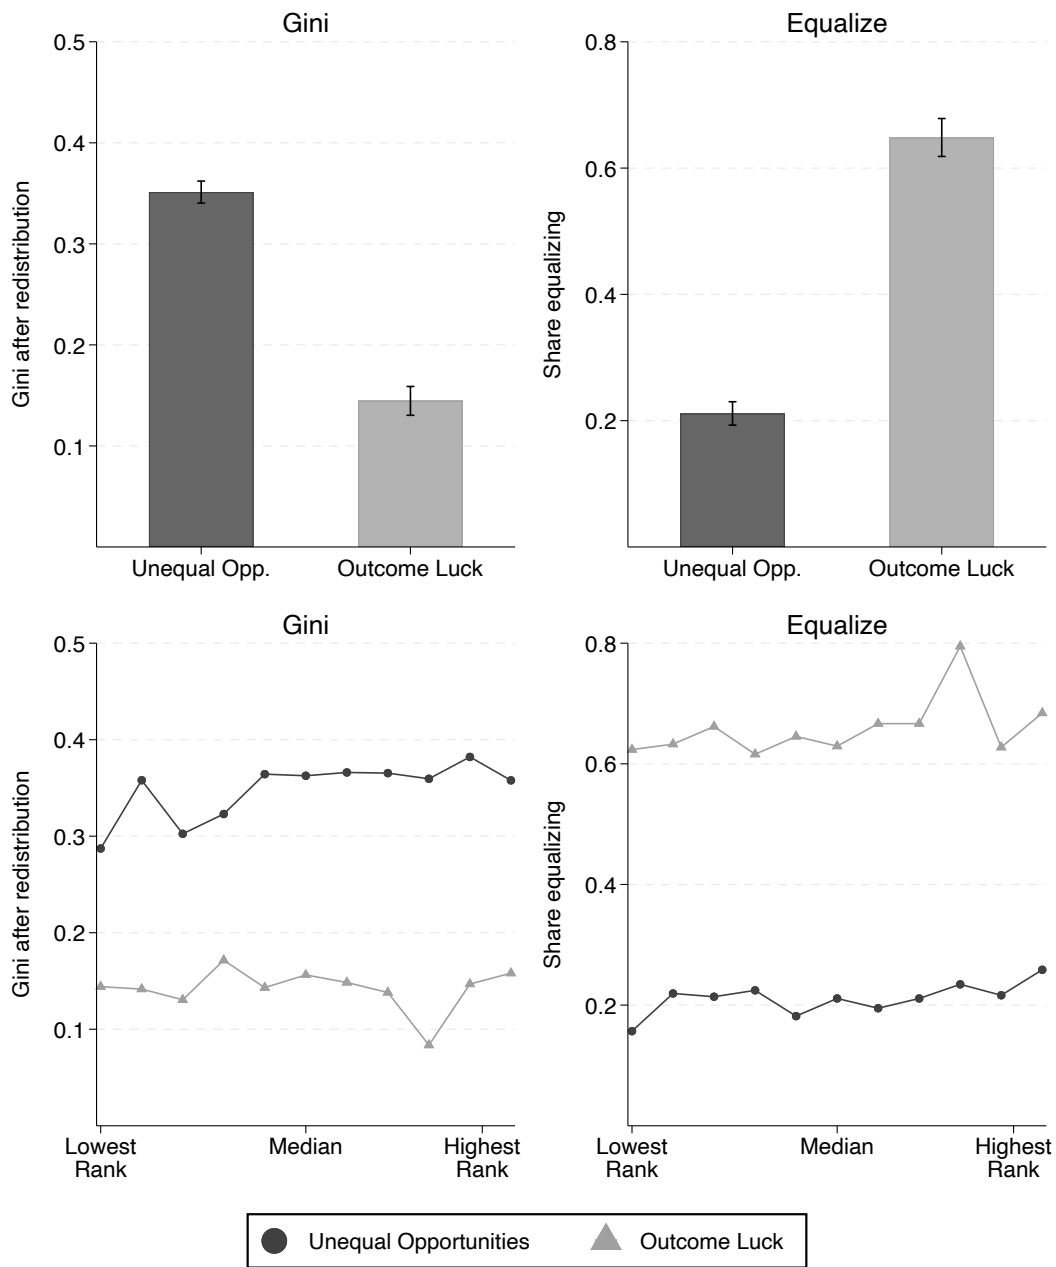 Gini
Gini after redistribution
0.5
0.4
0.3
0.2
0.1
Unequal Opp.
Outcome Luck
Equalize
Share equalizing
0.8
0.6
0.4
0.2
Unequal Opp.
Outcome Luck
Gini
Gini after redistribution
0.5
0.4
0.3
0.2
0.1
Lowest
Rank
Median
Highest
Rank
Equalize
Share equalizing
0.8
0.6
0.4
0.2
Lowest
Rank
Median
Highest
Rank
Unequal Opportunities
Outcome Luck